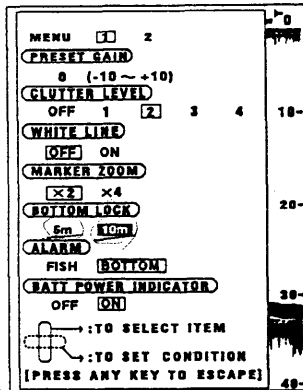 MENU 1 2
PRESET GAIN
0 (-10 ~ +10)
CLUTTER LEVEL
OFF 1 2 3 4
WHITE LINE
OFF ON
MARKER ZOOM
×2 ×4
BOTTOM LOCK
5m 10m
ALARM
FISH BOTTOM
BATT POWER INDICATOR
OFF ON
:TO SELECT ITEM
:TO SET CONDITION
[PRESS ANY KEY TO ESCAPE]
0
10
20
30
40